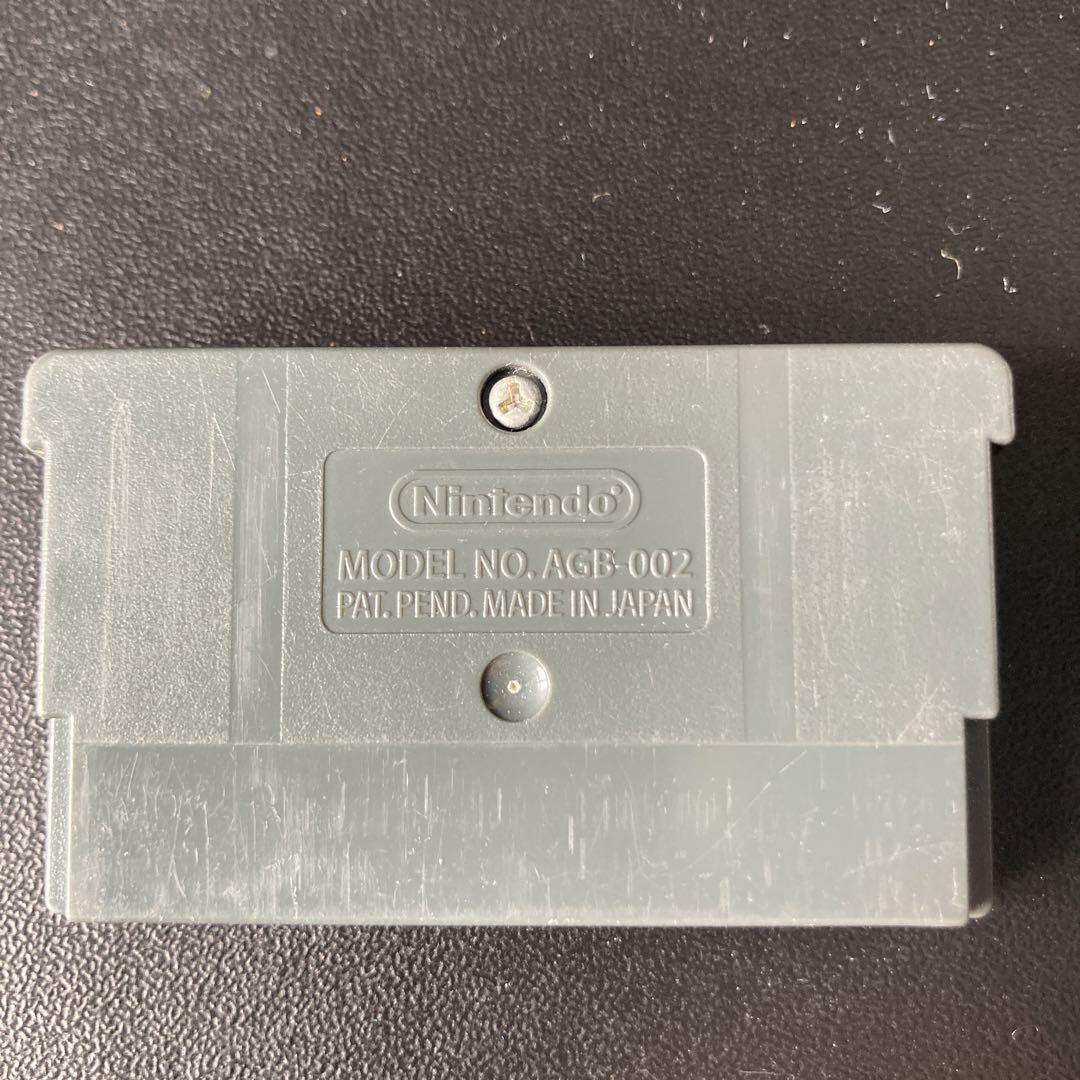 Nintendo®
MODEL NO. AGB-002
PAT. PEND. MADE IN JAPAN